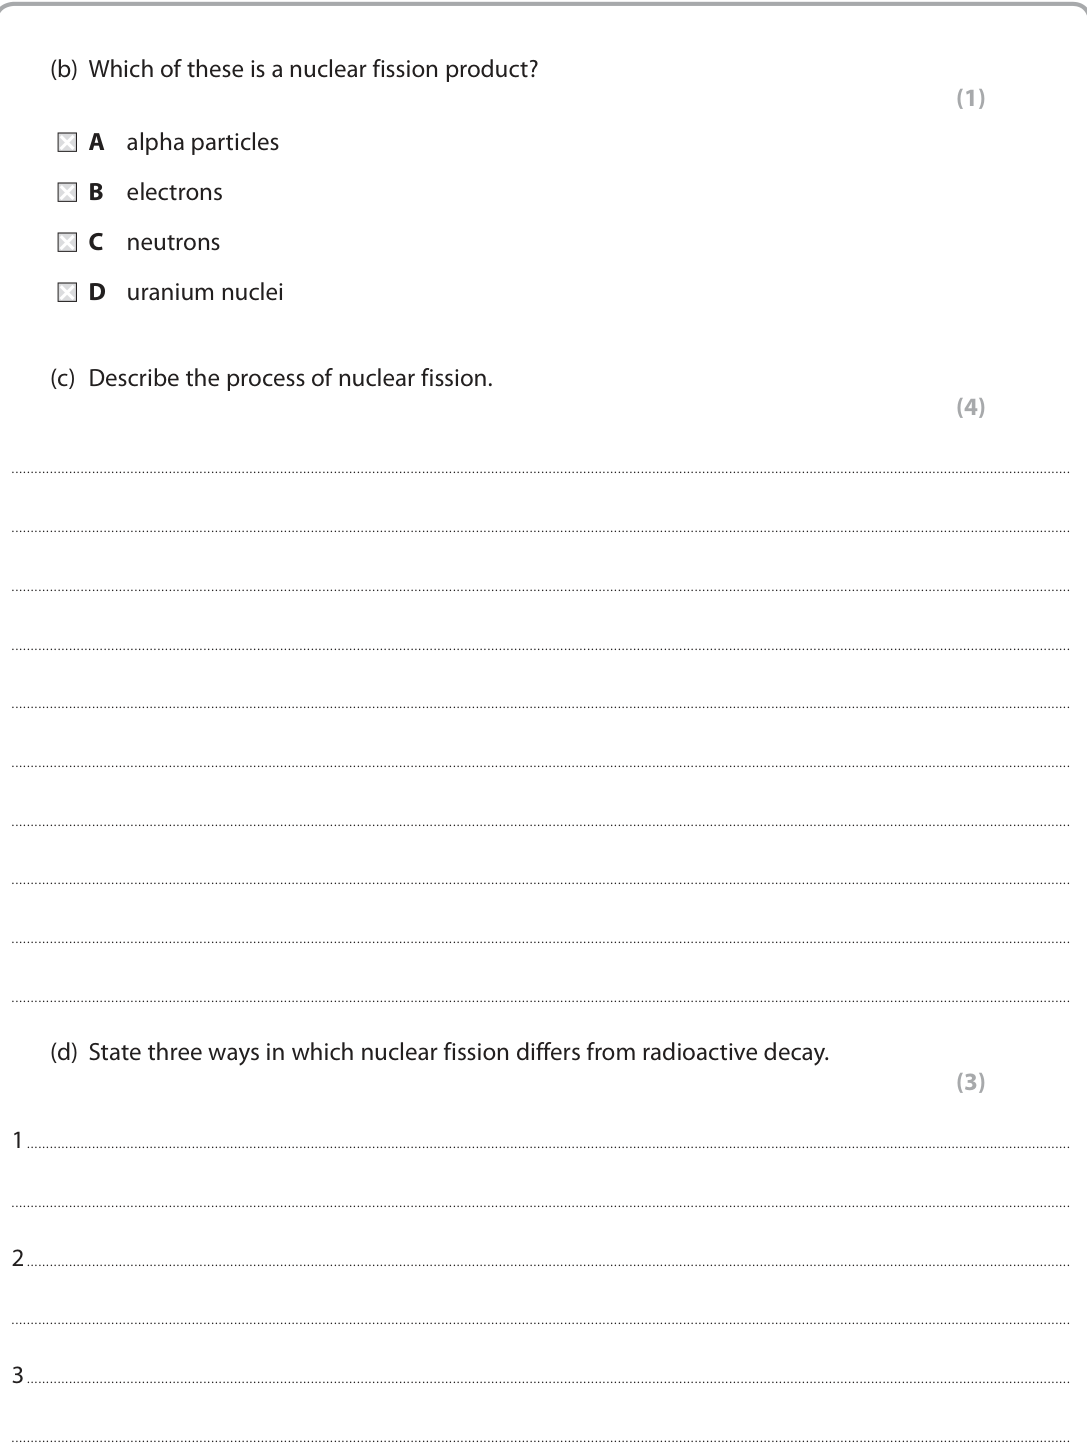 (b) Which of these is a nuclear fission product?
(1)
A alpha particles
B electrons
C neutrons
D uranium nuclei
(c) Describe the process of nuclear fission.
(4)
(d) State three ways in which nuclear fission differs from radioactive decay.
(3)
1
2
3